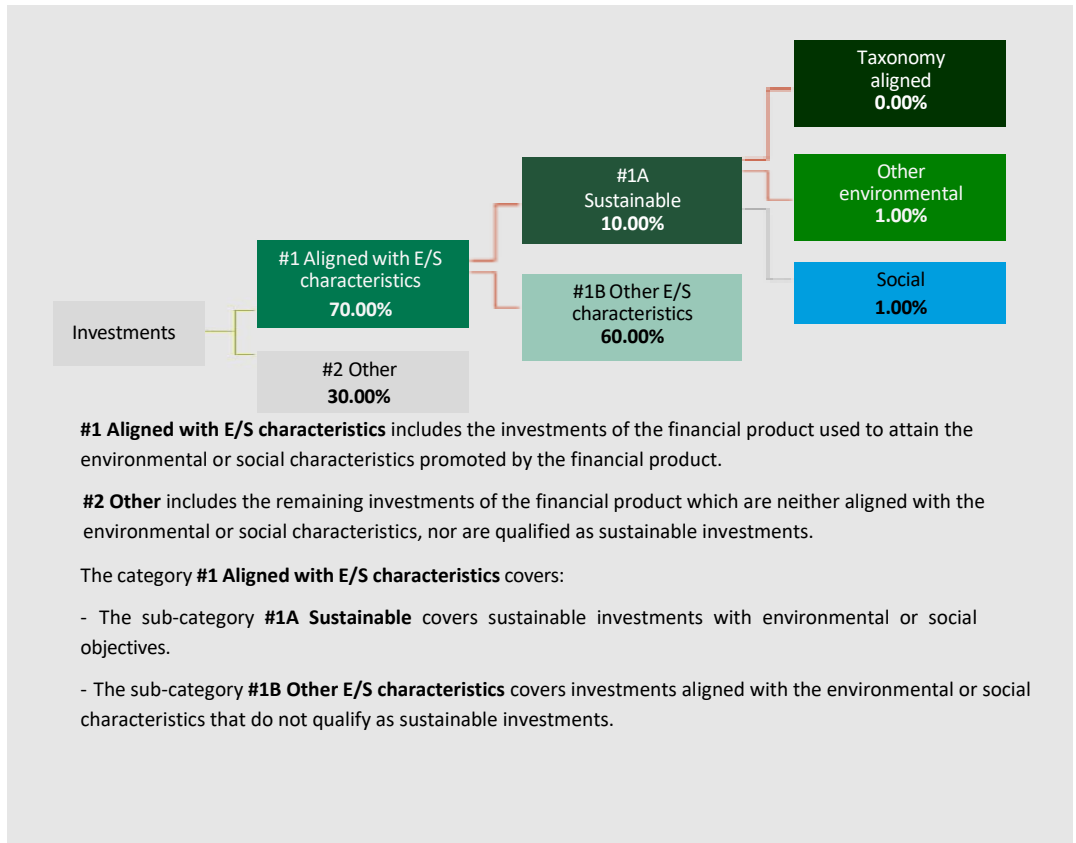 Taxonomy
aligned
0.00%
#1A
Sustainable
10.00%
Other
environmental
1.00%
#1 Aligned with E/S
characteristics
70.00%
#1B Other E/S
characteristics
60.00%
Social
1.00%
Investments
#2 Other
30.00%
#1 Aligned with E/S characteristics includes the investments of the financial product used to attain the
environmental or social characteristics promoted by the financial product.
#2 Other includes the remaining investments of the financial product which are neither aligned with the
environmental or social characteristics, nor are qualified as sustainable investments.
The category #1 Aligned with E/S characteristics covers:
- The sub-category #1A Sustainable covers sustainable investments with environmental or social
objectives.
- The sub-category #1B Other E/S characteristics covers investments aligned with the environmental or social
characteristics that do not qualify as sustainable investments.